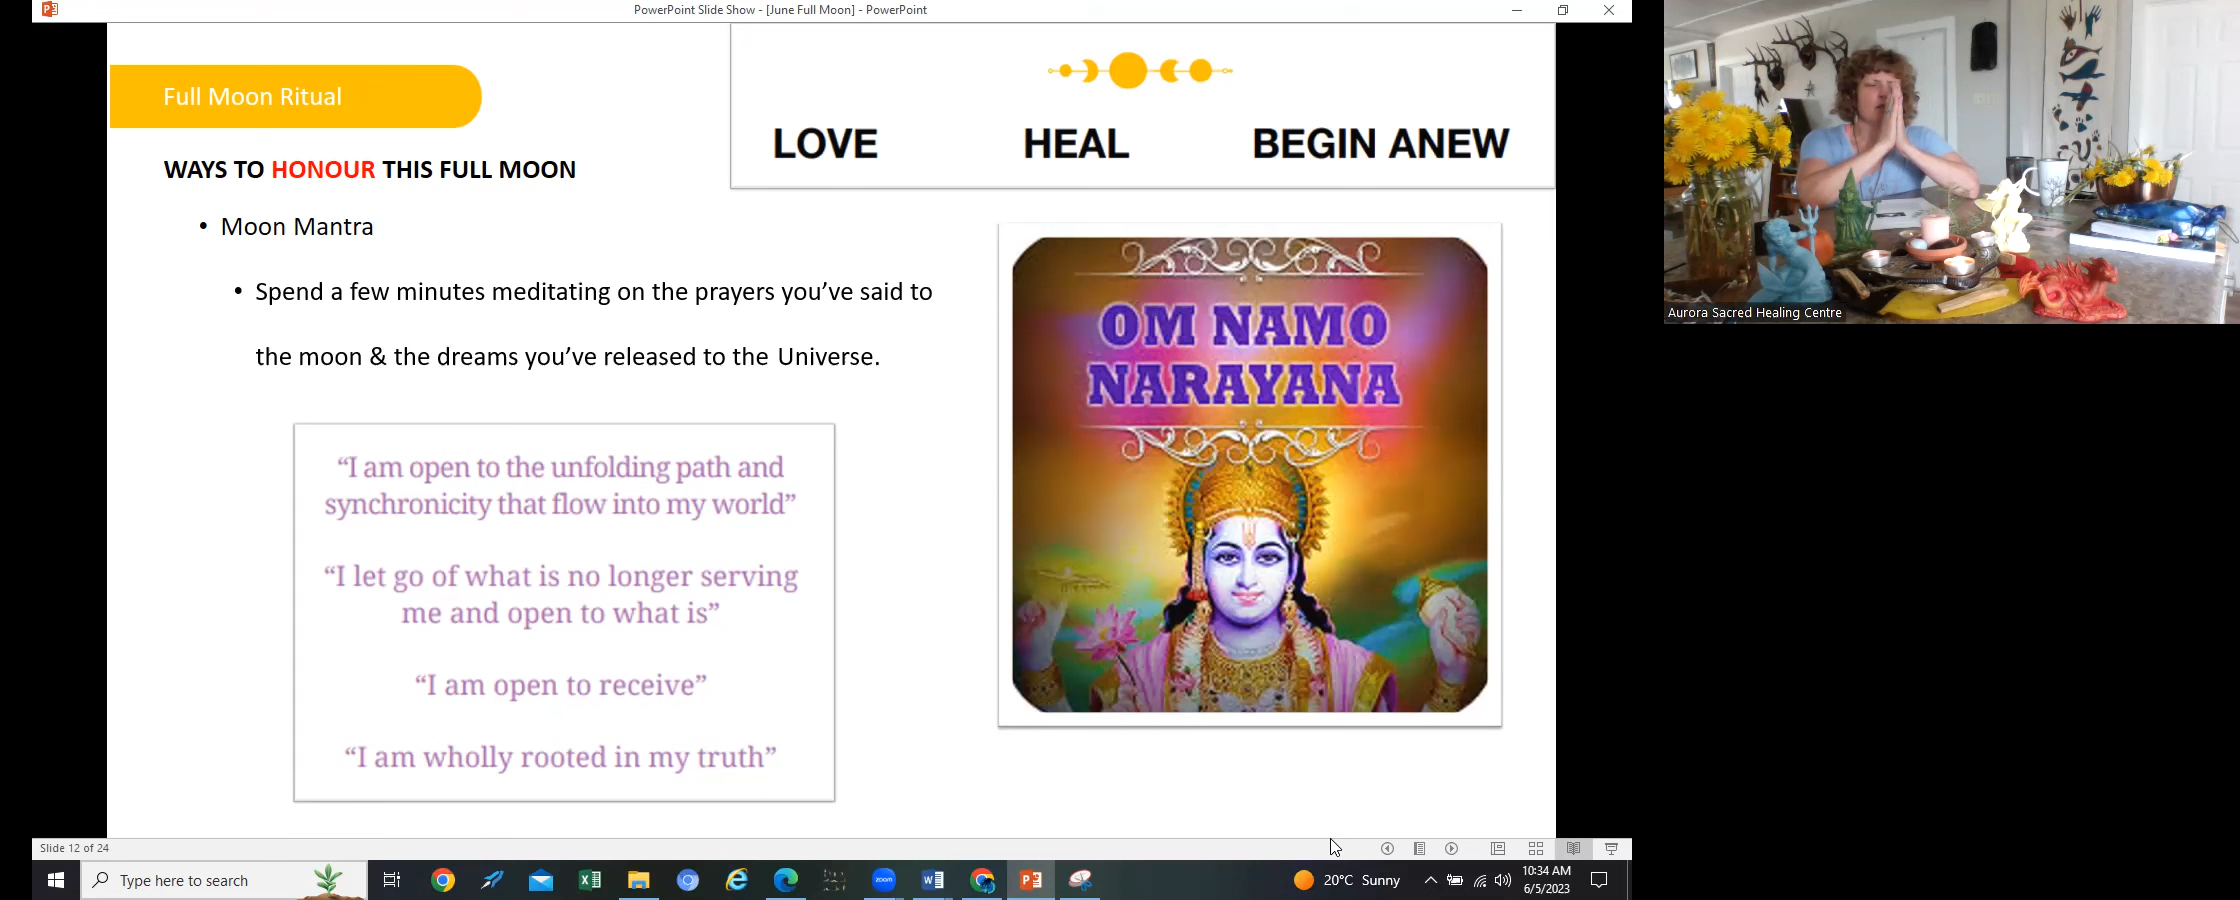 PowerPoint Slide Show - [June Full Moon] - PowerPoint
Full Moon Ritual
LOVE HEAL BEGIN ANEW
WAYS TO HONOUR THIS FULL MOON
• Moon Mantra
• Spend a few minutes meditating on the prayers you’ve said to
the moon & the dreams you’ve released to the Universe.
“I am open to the unfolding path and
synchronicity that flow into my world”
“I let go of what is no longer serving
me and open to what is”
“I am open to receive”
“I am wholly rooted in my truth”
OM NAMO
NARAYANA
Aurora Sacred Healing Centre
Slide 12 of 24
Type here to search
zoom
20°C Sunny
10:34 AM
6/5/2023